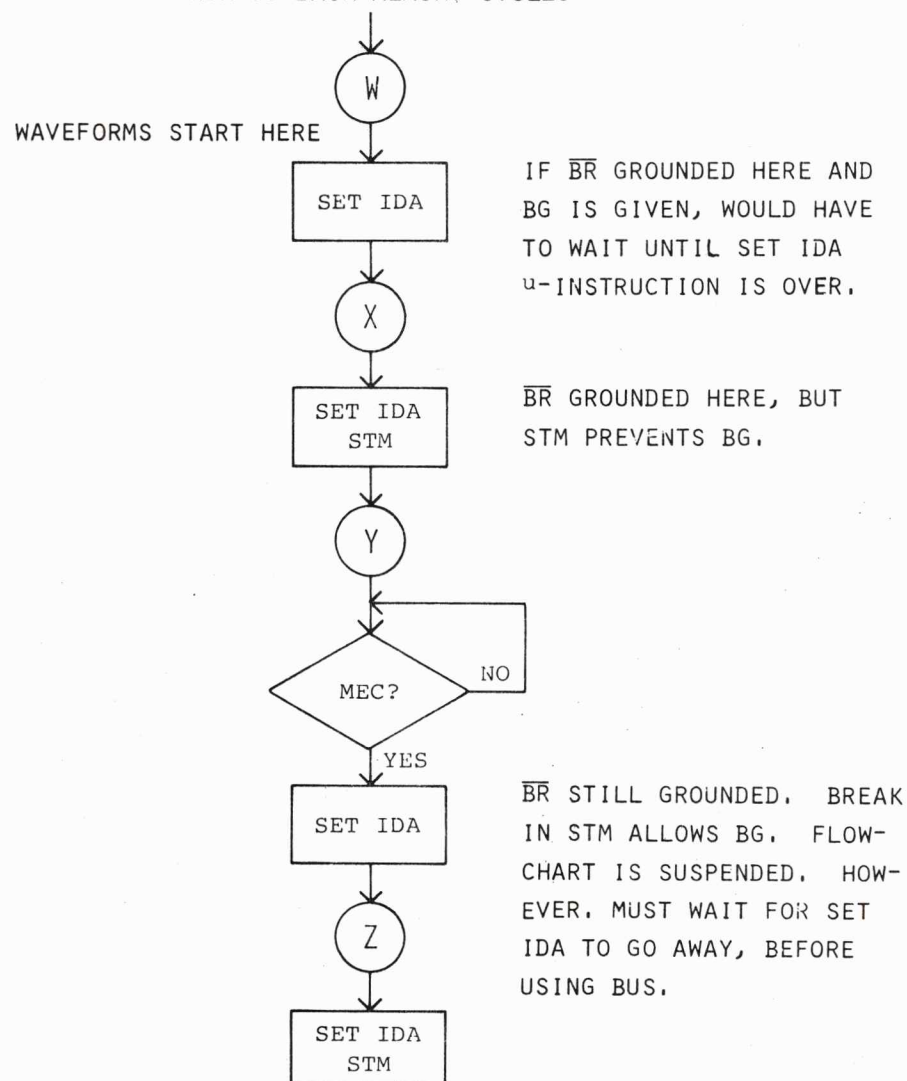 W
WAVEFORMS START HERE
SET IDA
IF B̅R̅ GROUNDED HERE AND
BG IS GIVEN, WOULD HAVE
TO WAIT UNTIL SET IDA
u-INSTRUCTION IS OVER.
X
SET IDA
STM
B̅R̅ GROUNDED HERE, BUT
STM PREVENTS BG.
Y
MEC?
NO
YES
SET IDA
B̅R̅ STILL GROUNDED. BREAK
IN STM ALLOWS BG. FLOW-
CHART IS SUSPENDED. HOW-
EVER. MUST WAIT FOR SET
IDA TO GO AWAY, BEFORE
USING BUS.
Z
SET IDA
STM